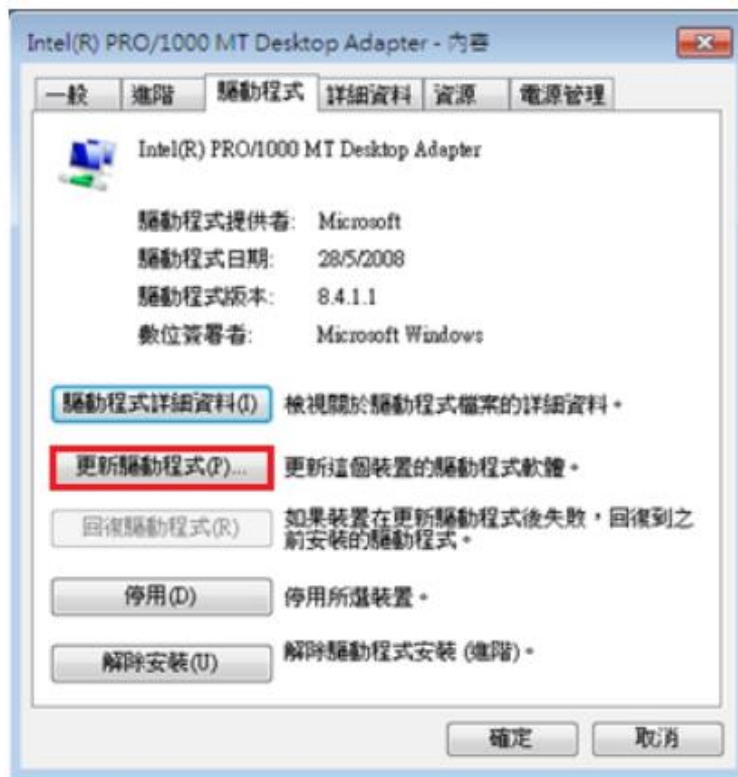 Intel(R) PRO/1000 MT Desktop Adapter - 內容
一般 進階 驅動程式 詳細資料 資源 電源管理
Intel(R) PRO/1000 MT Desktop Adapter
驅動程式提供者: Microsoft
驅動程式日期: 28/5/2008
驅動程式版本: 8.4.1.1
數位簽署者: Microsoft Windows
驅動程式詳細資料(I) 檢視關於驅動程式檔案的詳細資料。
更新驅動程式(P)... 更新這個裝置的驅動程式軟體。
回復驅動程式(R) 如果裝置在更新驅動程式後失敗，回復到之
前安裝的驅動程式。
停用(D) 停用所選裝置。
解除安裝(U) 解除驅動程式安裝 (進階)。
確定 取消